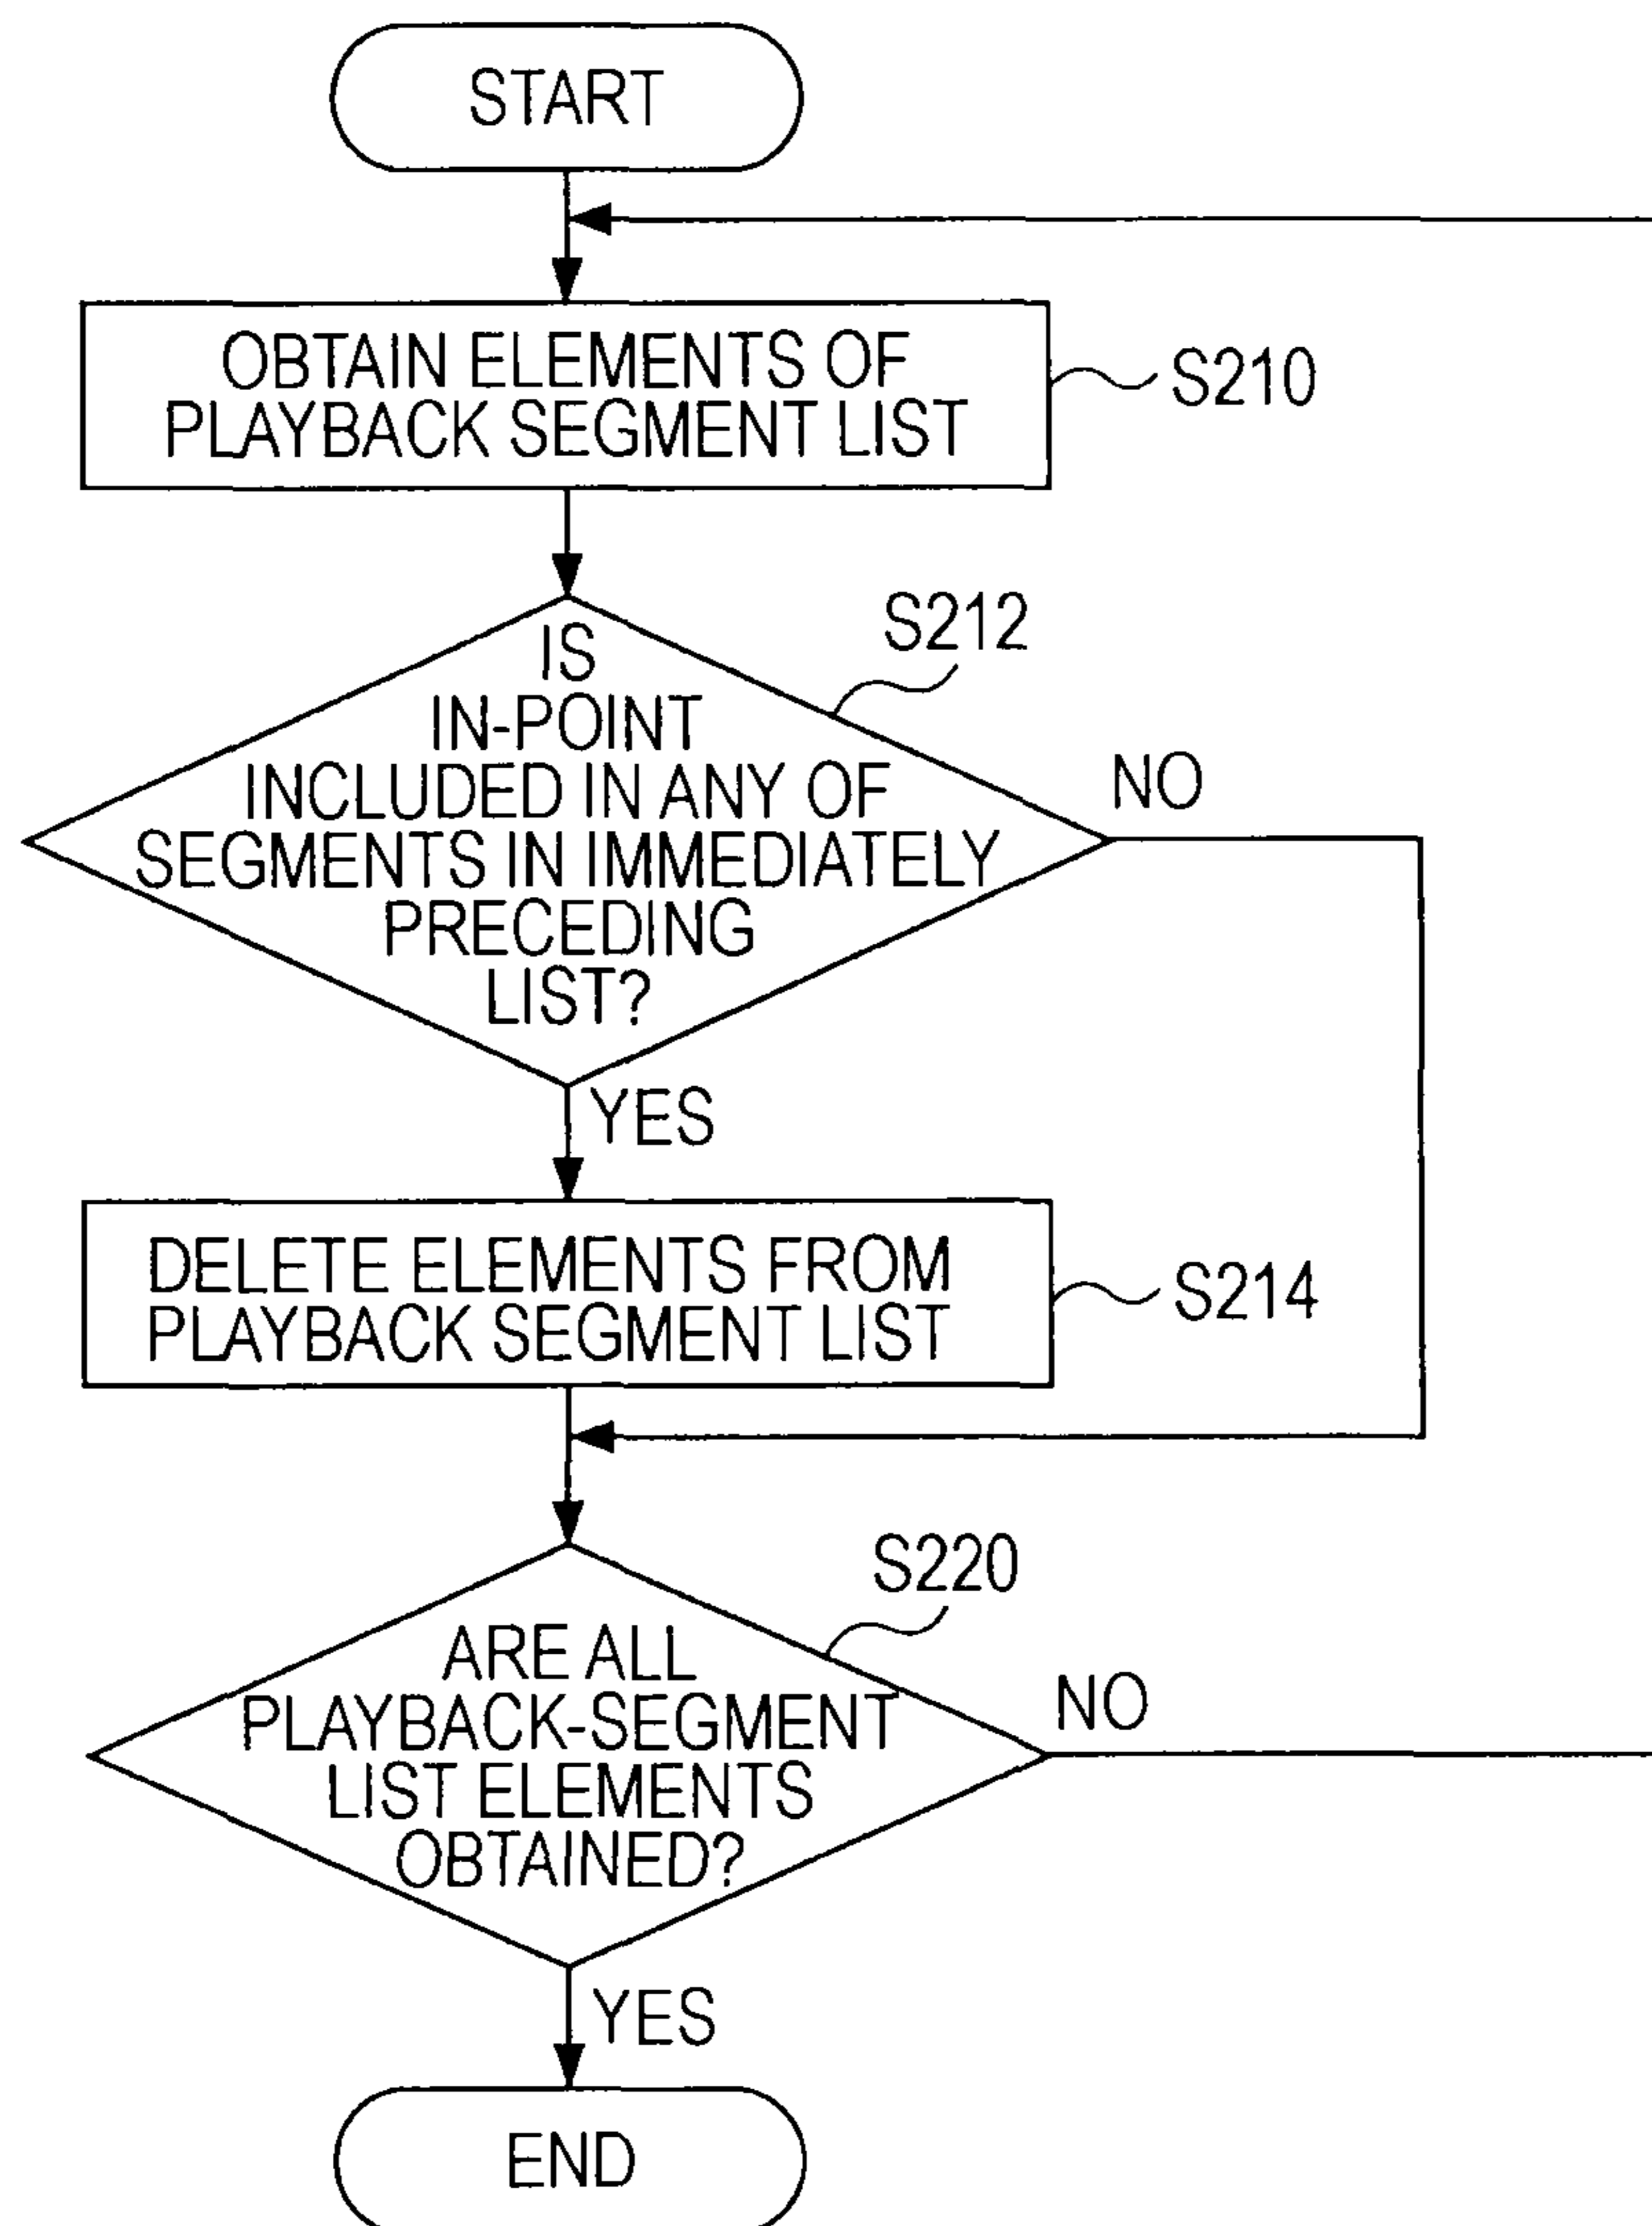 START
OBTAIN ELEMENTS OF
PLAYBACK SEGMENT LIST
S210
S212
IS
IN-POINT
INCLUDED IN ANY OF
SEGMENTS IN IMMEDIATELY
PRECEDING
LIST?
NO
YES
DELETE ELEMENTS FROM
PLAYBACK SEGMENT LIST
S214
S220
ARE ALL
PLAYBACK-SEGMENT
LIST ELEMENTS
OBTAINED?
NO
YES
END